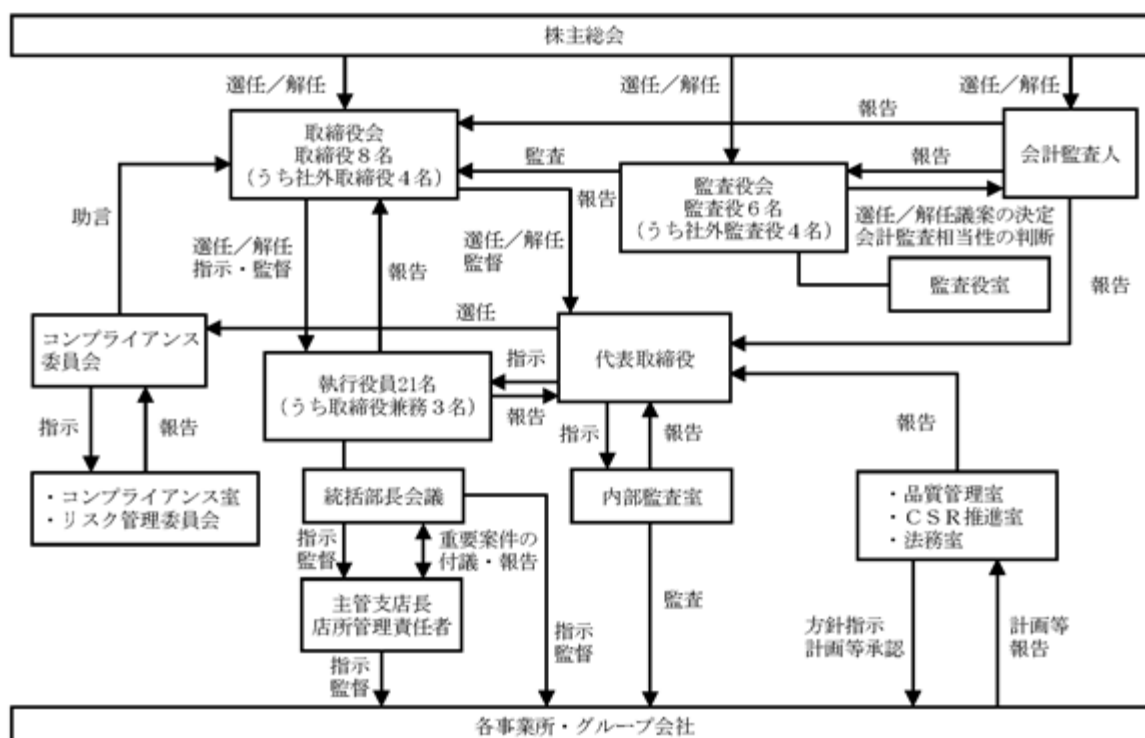 株主総会
選任／解任
選任／解任
選任／解任
報告
取締役会
取締役８名
（うち社外取締役４名）
会計監査人
監査
報告
監査役会
監査役６名
（うち社外監査役４名）
報告
助言
選任／解任議案の決定
会計監査相当性の判断
選任／解任
指示・監督
報告
選任／解任
監督
監査役室
報告
選任
コンプライアンス
委員会
代表取締役
指示
執行役員21名
（うち取締役兼務３名）
報告
指示
報告
指示
報告
報告
・コンプライアンス室
・リスク管理委員会
統括部長会議
内部監査室
・品質管理室
・ＣＳＲ推進室
・法務室
指示
監督
重要案件の
付議・報告
主管支店長
店所管理責任者
監査
指示
監督
方針指示
計画等承認
計画等
報告
指示
監督
各事業所・グループ会社